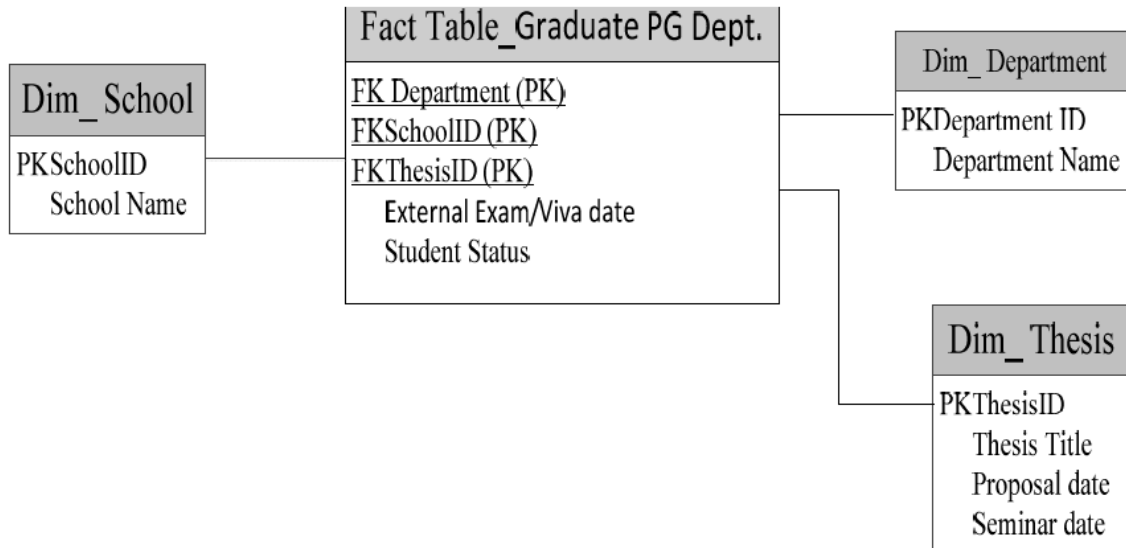 Dim_ School
PKSchoolID
School Name
Fact Table_Graduate PG Dept.
FK Department (PK)
FKSchoolID (PK)
FKThesisID (PK)
External Exam/Viva date
Student Status
Dim_ Department
PKDepartment ID
Department Name
Dim_ Thesis
PKThesisID
Thesis Title
Proposal date
Seminar date